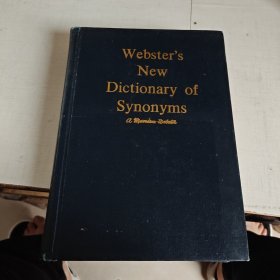 Webster's
New
Dictionary of
Synonyms
A Merriam-Webster